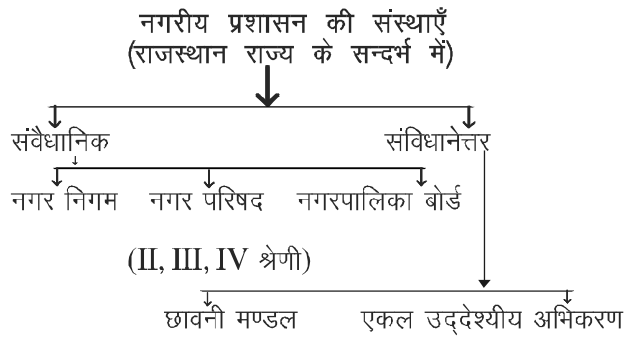 नगरीय प्रशासन की संस्थाएँ
(राजस्थान राज्य के सन्दर्भ में)
संवैधानिक संविधानेत्तर
नगर निगम नगर परिषद नगरपालिका बोर्ड
(II, III, IV श्रेणी)
छावनी मण्डल एकल उद्देश्यीय अभिकरण